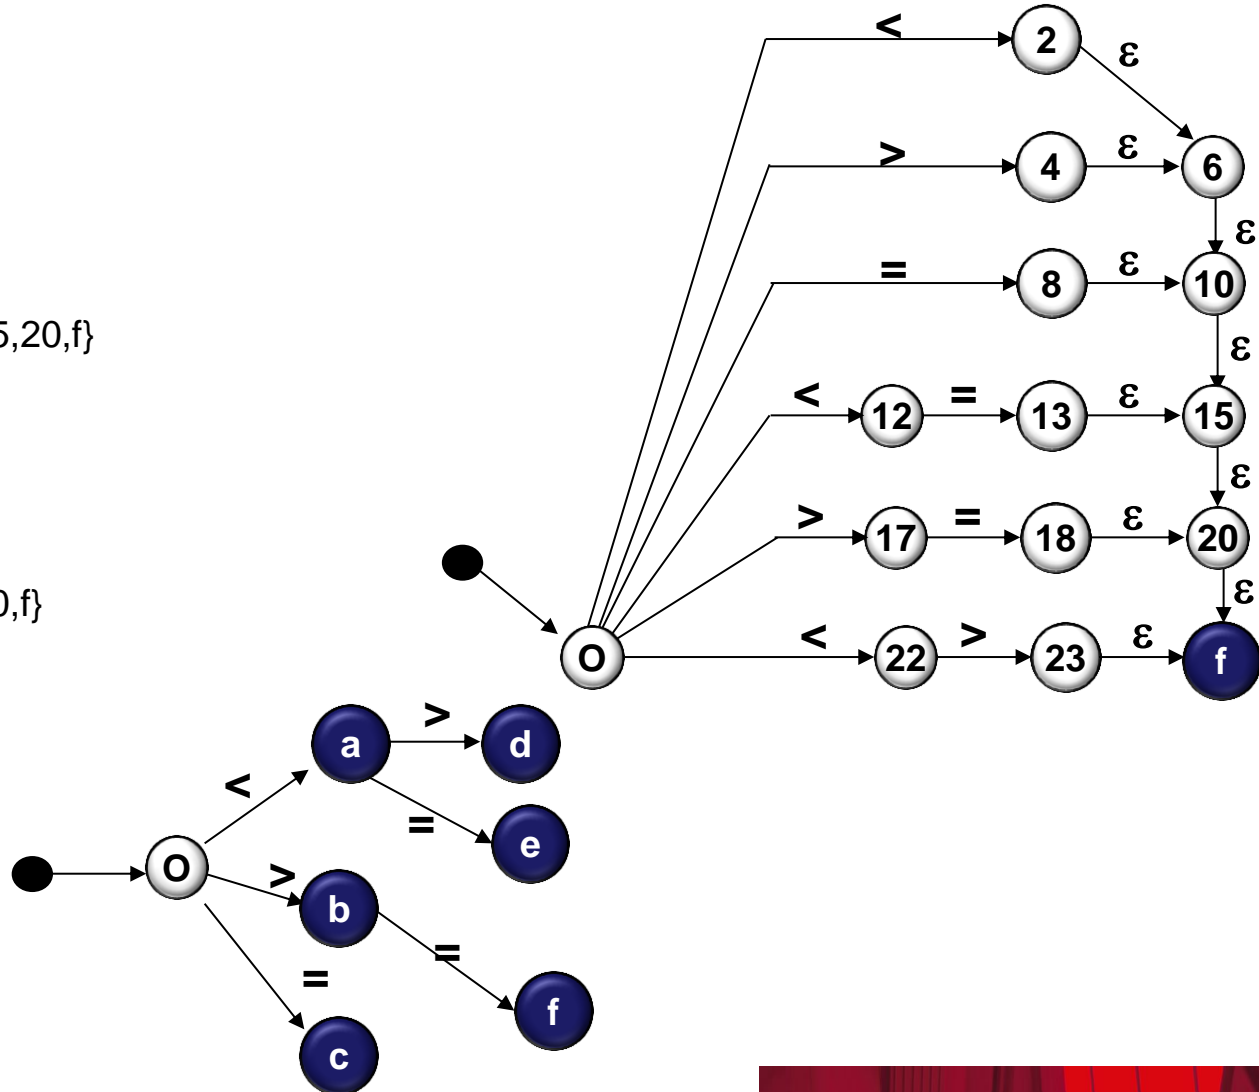 < 2 ε
> 4 ε 6
ε
= 8 ε 10
5,20,f}
ε
< 12 = 13 ε 15
ε
> 17 = 18 ε 20
ε
0,f}
O < 22 > 23 ε f
a > d
<
= e
O
> b
=
= f
c